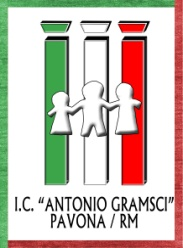 I.C. “ANTONIO GRAMSCI”
PAVONA / RM